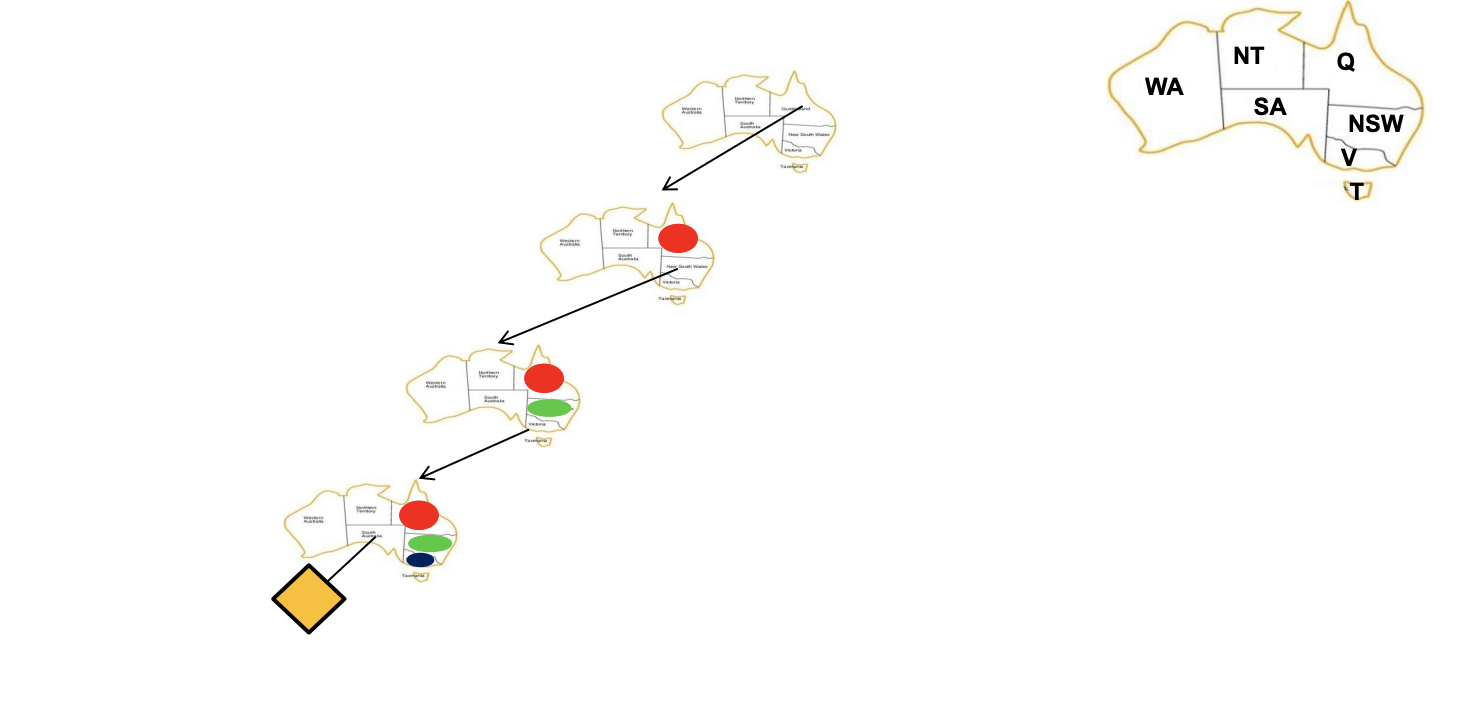 NT
Q
WA
SA
NSW
V
T
Western
Australia
Northern
Territory
South
Australia
Queensland
New South Wales
Victoria
Tasmania
Western
Australia
Northern
Territory
South
Australia
New South Wales
Victoria
Tasmania
Western
Australia
Northern
Territory
South
Australia
Victoria
Tasmania
Western
Australia
Northern
Territory
South
Australia
Tasmania